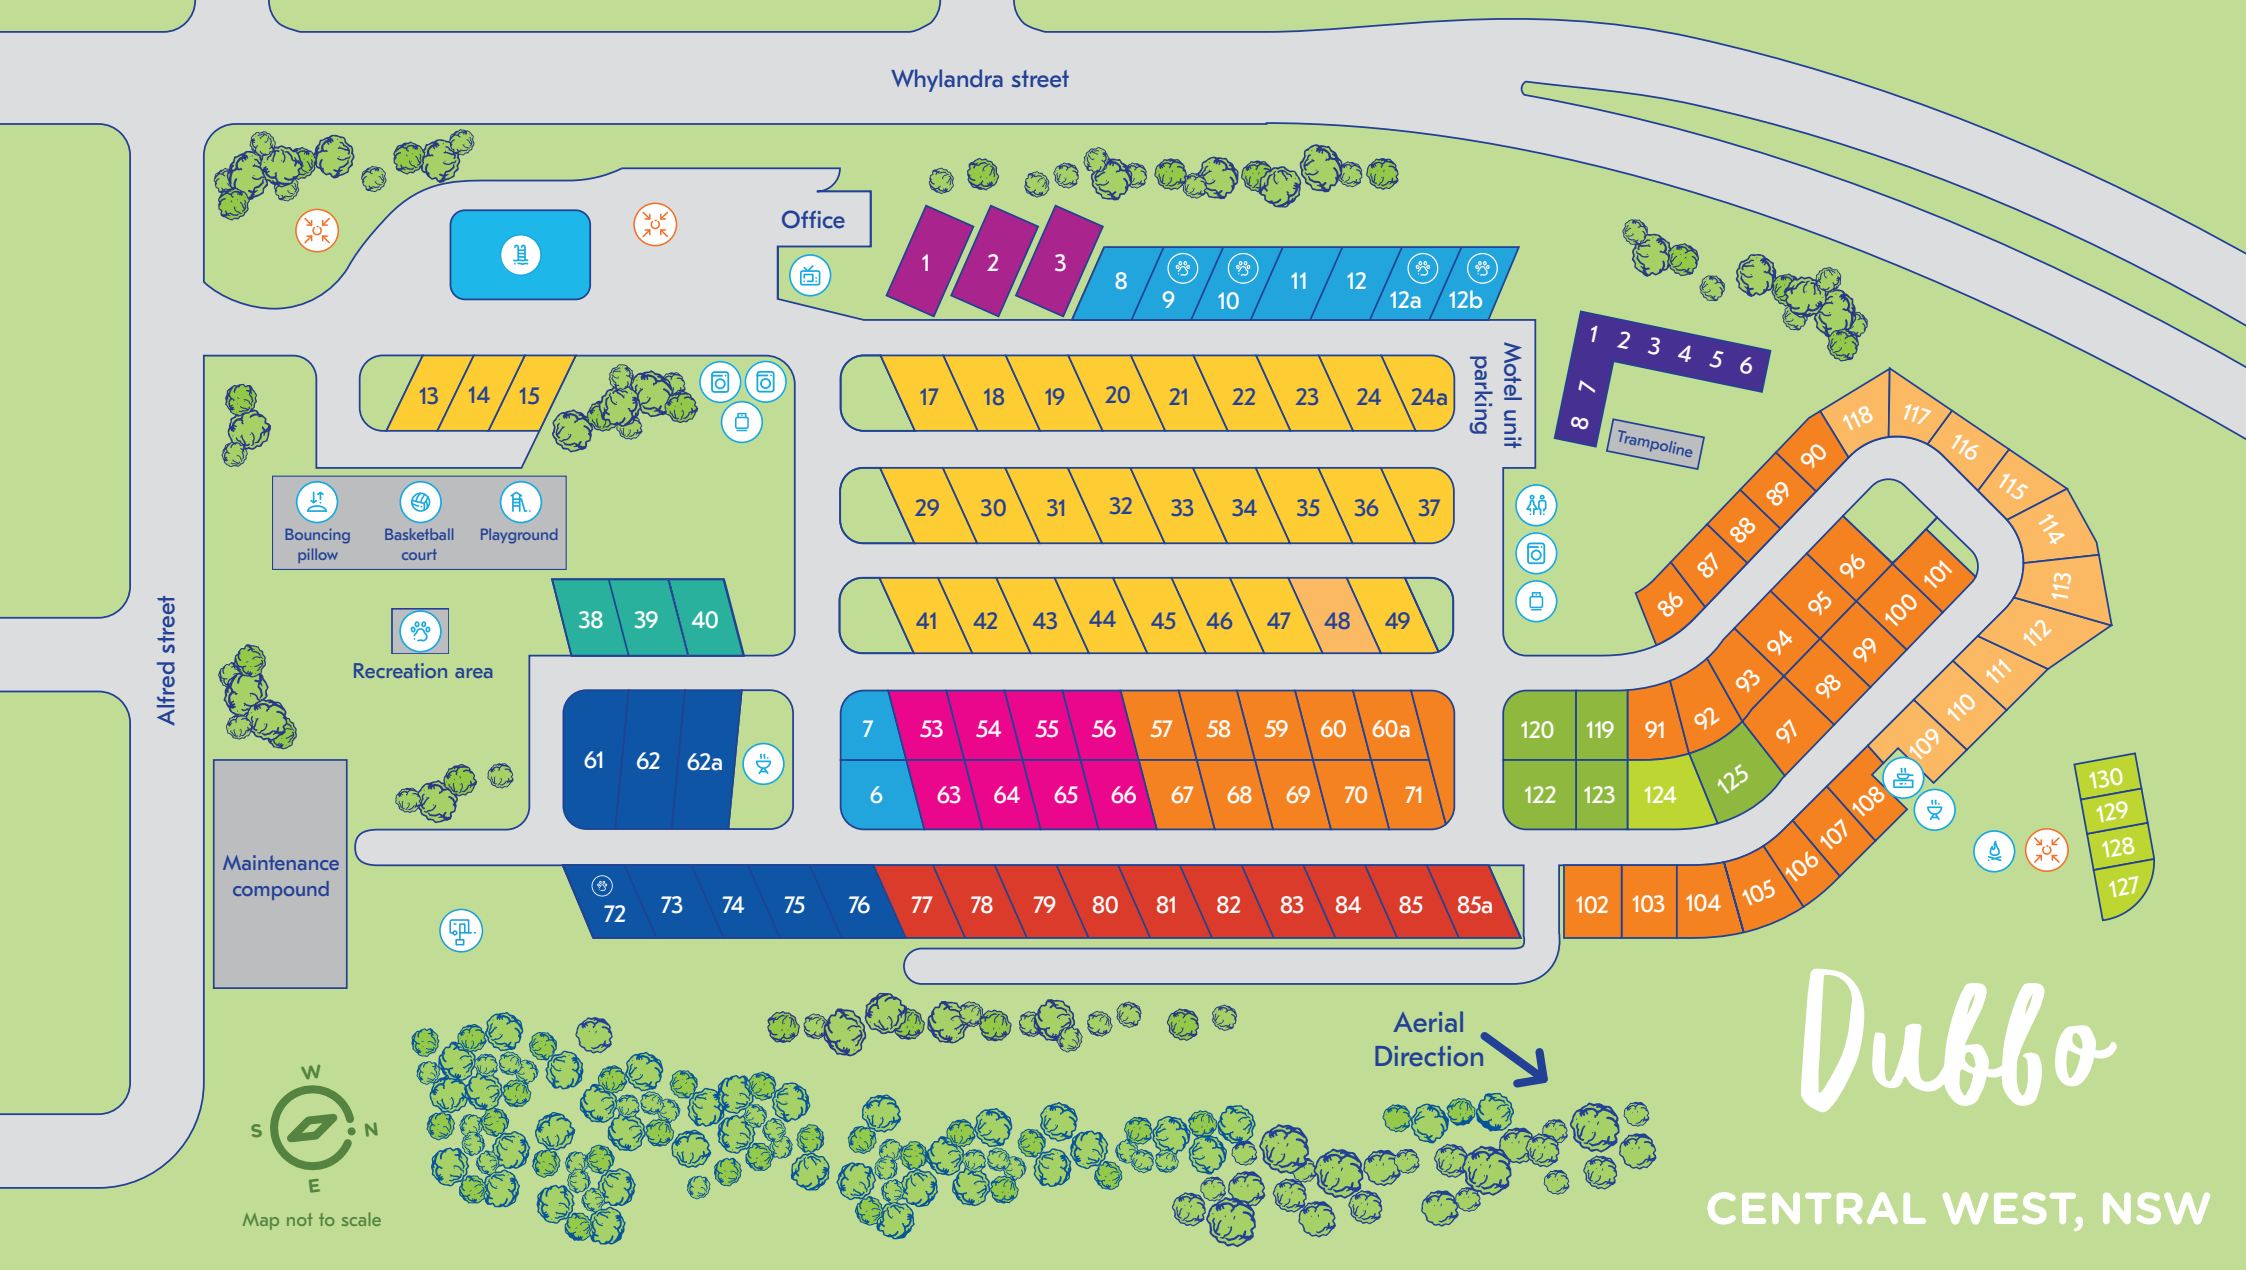 Whylandra street
Office
1 2 3
8 9 10 11 12 12a 12b
Motel unit
parking
1 2 3 4 5 6
7
8
Trampoline
13 14 15
17 18 19 20 21 22 23 24 24a
29 30 31 32 33 34 35 36 37
Bouncing
pillow
Basketball
court
Playground
Alfred street
38 39 40
Recreation area
41 42 43 44 45 46 47 48 49
61 62 62a
7 53 54 55 56 57 58 59 60 60a
6 63 64 65 66 67 68 69 70 71
86 87 88 89 90
118 117 116 115 114 113 112 111 110 109
96 95 94 93 92 91 119 120
101 100 99 98 97
122 123 124 125
108 107 106 105 104 103 102
130
129
128
127
Maintenance
compound
72 73 74 75 76 77 78 79 80 81 82 83 84 85 85a
Aerial
Direction
W
S N
E
Map not to scale
Dubbo
CENTRAL WEST, NSW